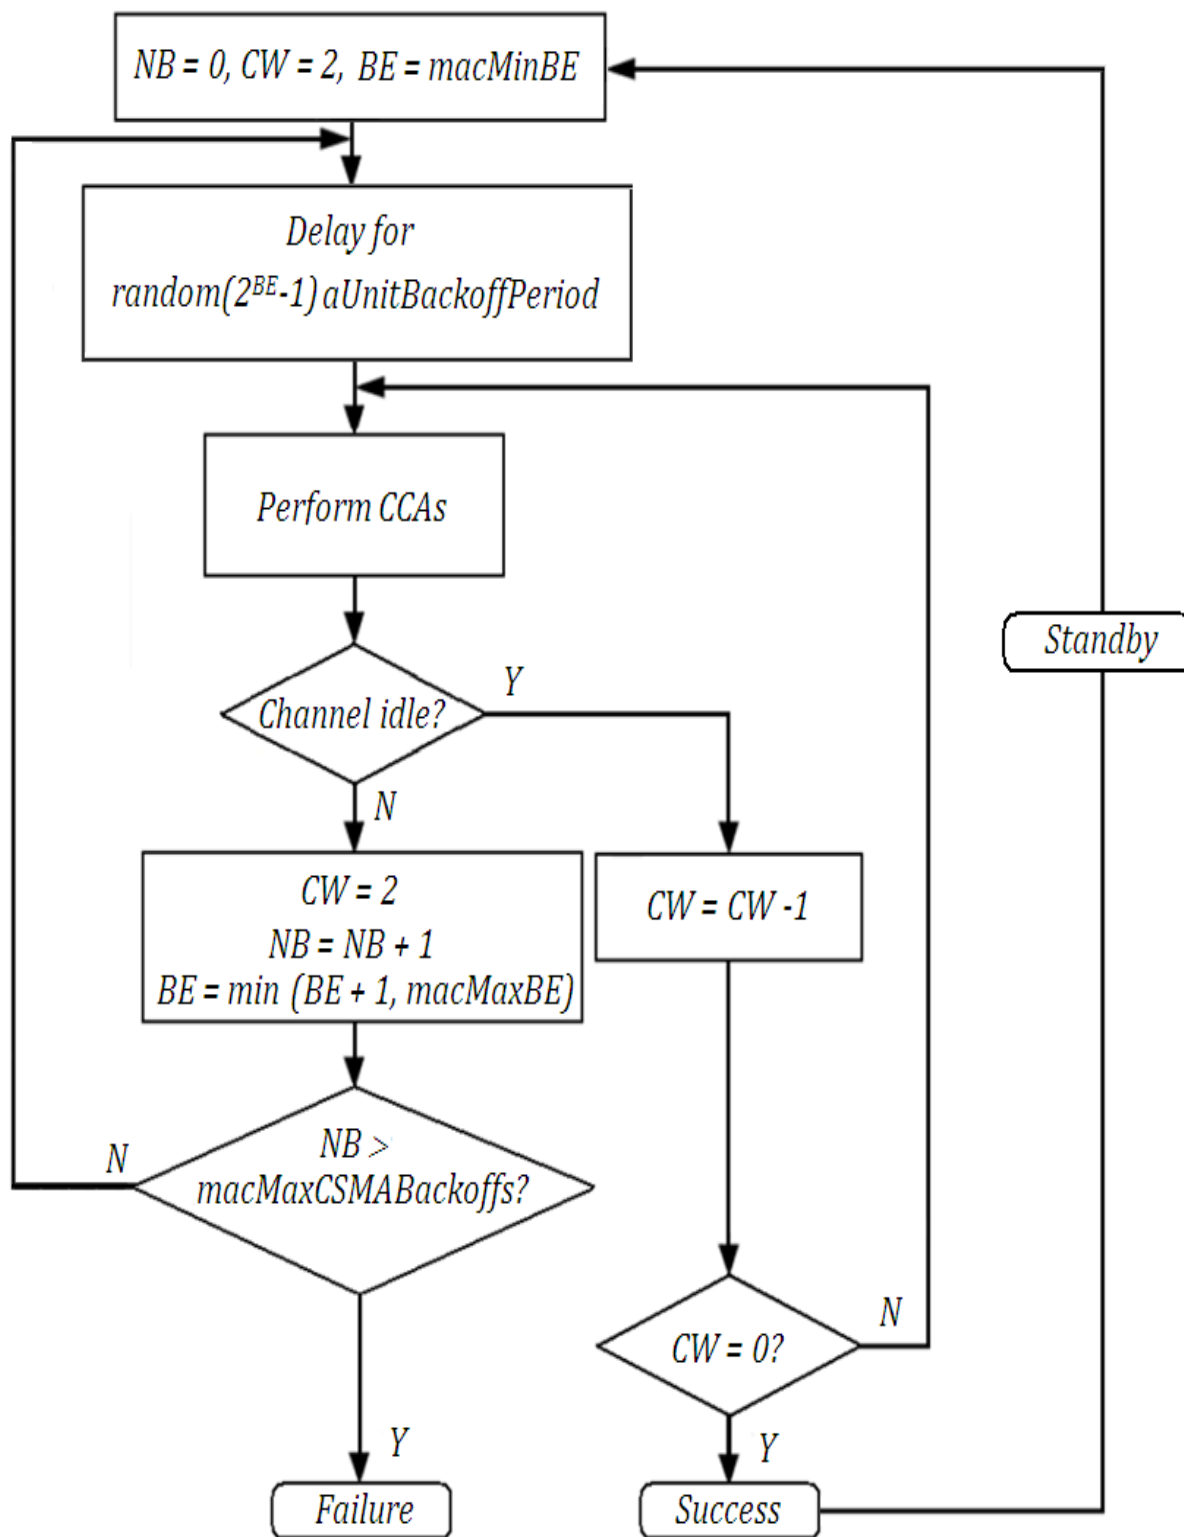 NB = 0, CW = 2, BE = macMinBE
Delay for
random(2^BE-1) aUnitBackoffPeriod
Perform CCAs
Channel idle?
Y
N
CW = 2
NB = NB + 1
BE = min (BE + 1, macMaxBE)
CW = CW -1
Standby
NB >
macMaxCSMABackoffs?
N
Y
CW = 0?
N
Y
Failure
Success